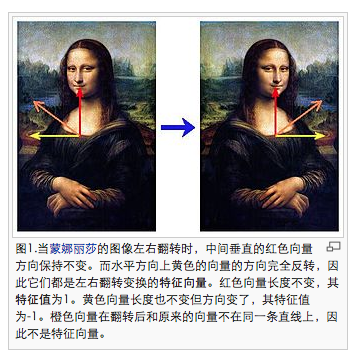 图1.当蒙娜丽莎的图像左右翻转时，中间垂直的红色向量
方向保持不变。而水平方向上黄色的向量的方向完全反转，因
此它们都是左右翻转变换的特征向量。红色向量长度不变，其
特征值为1。黄色向量长度也不变但方向变了，其特征值
为-1。橙色向量在翻转后和原来的向量不在同一条直线上，因
此不是特征向量。